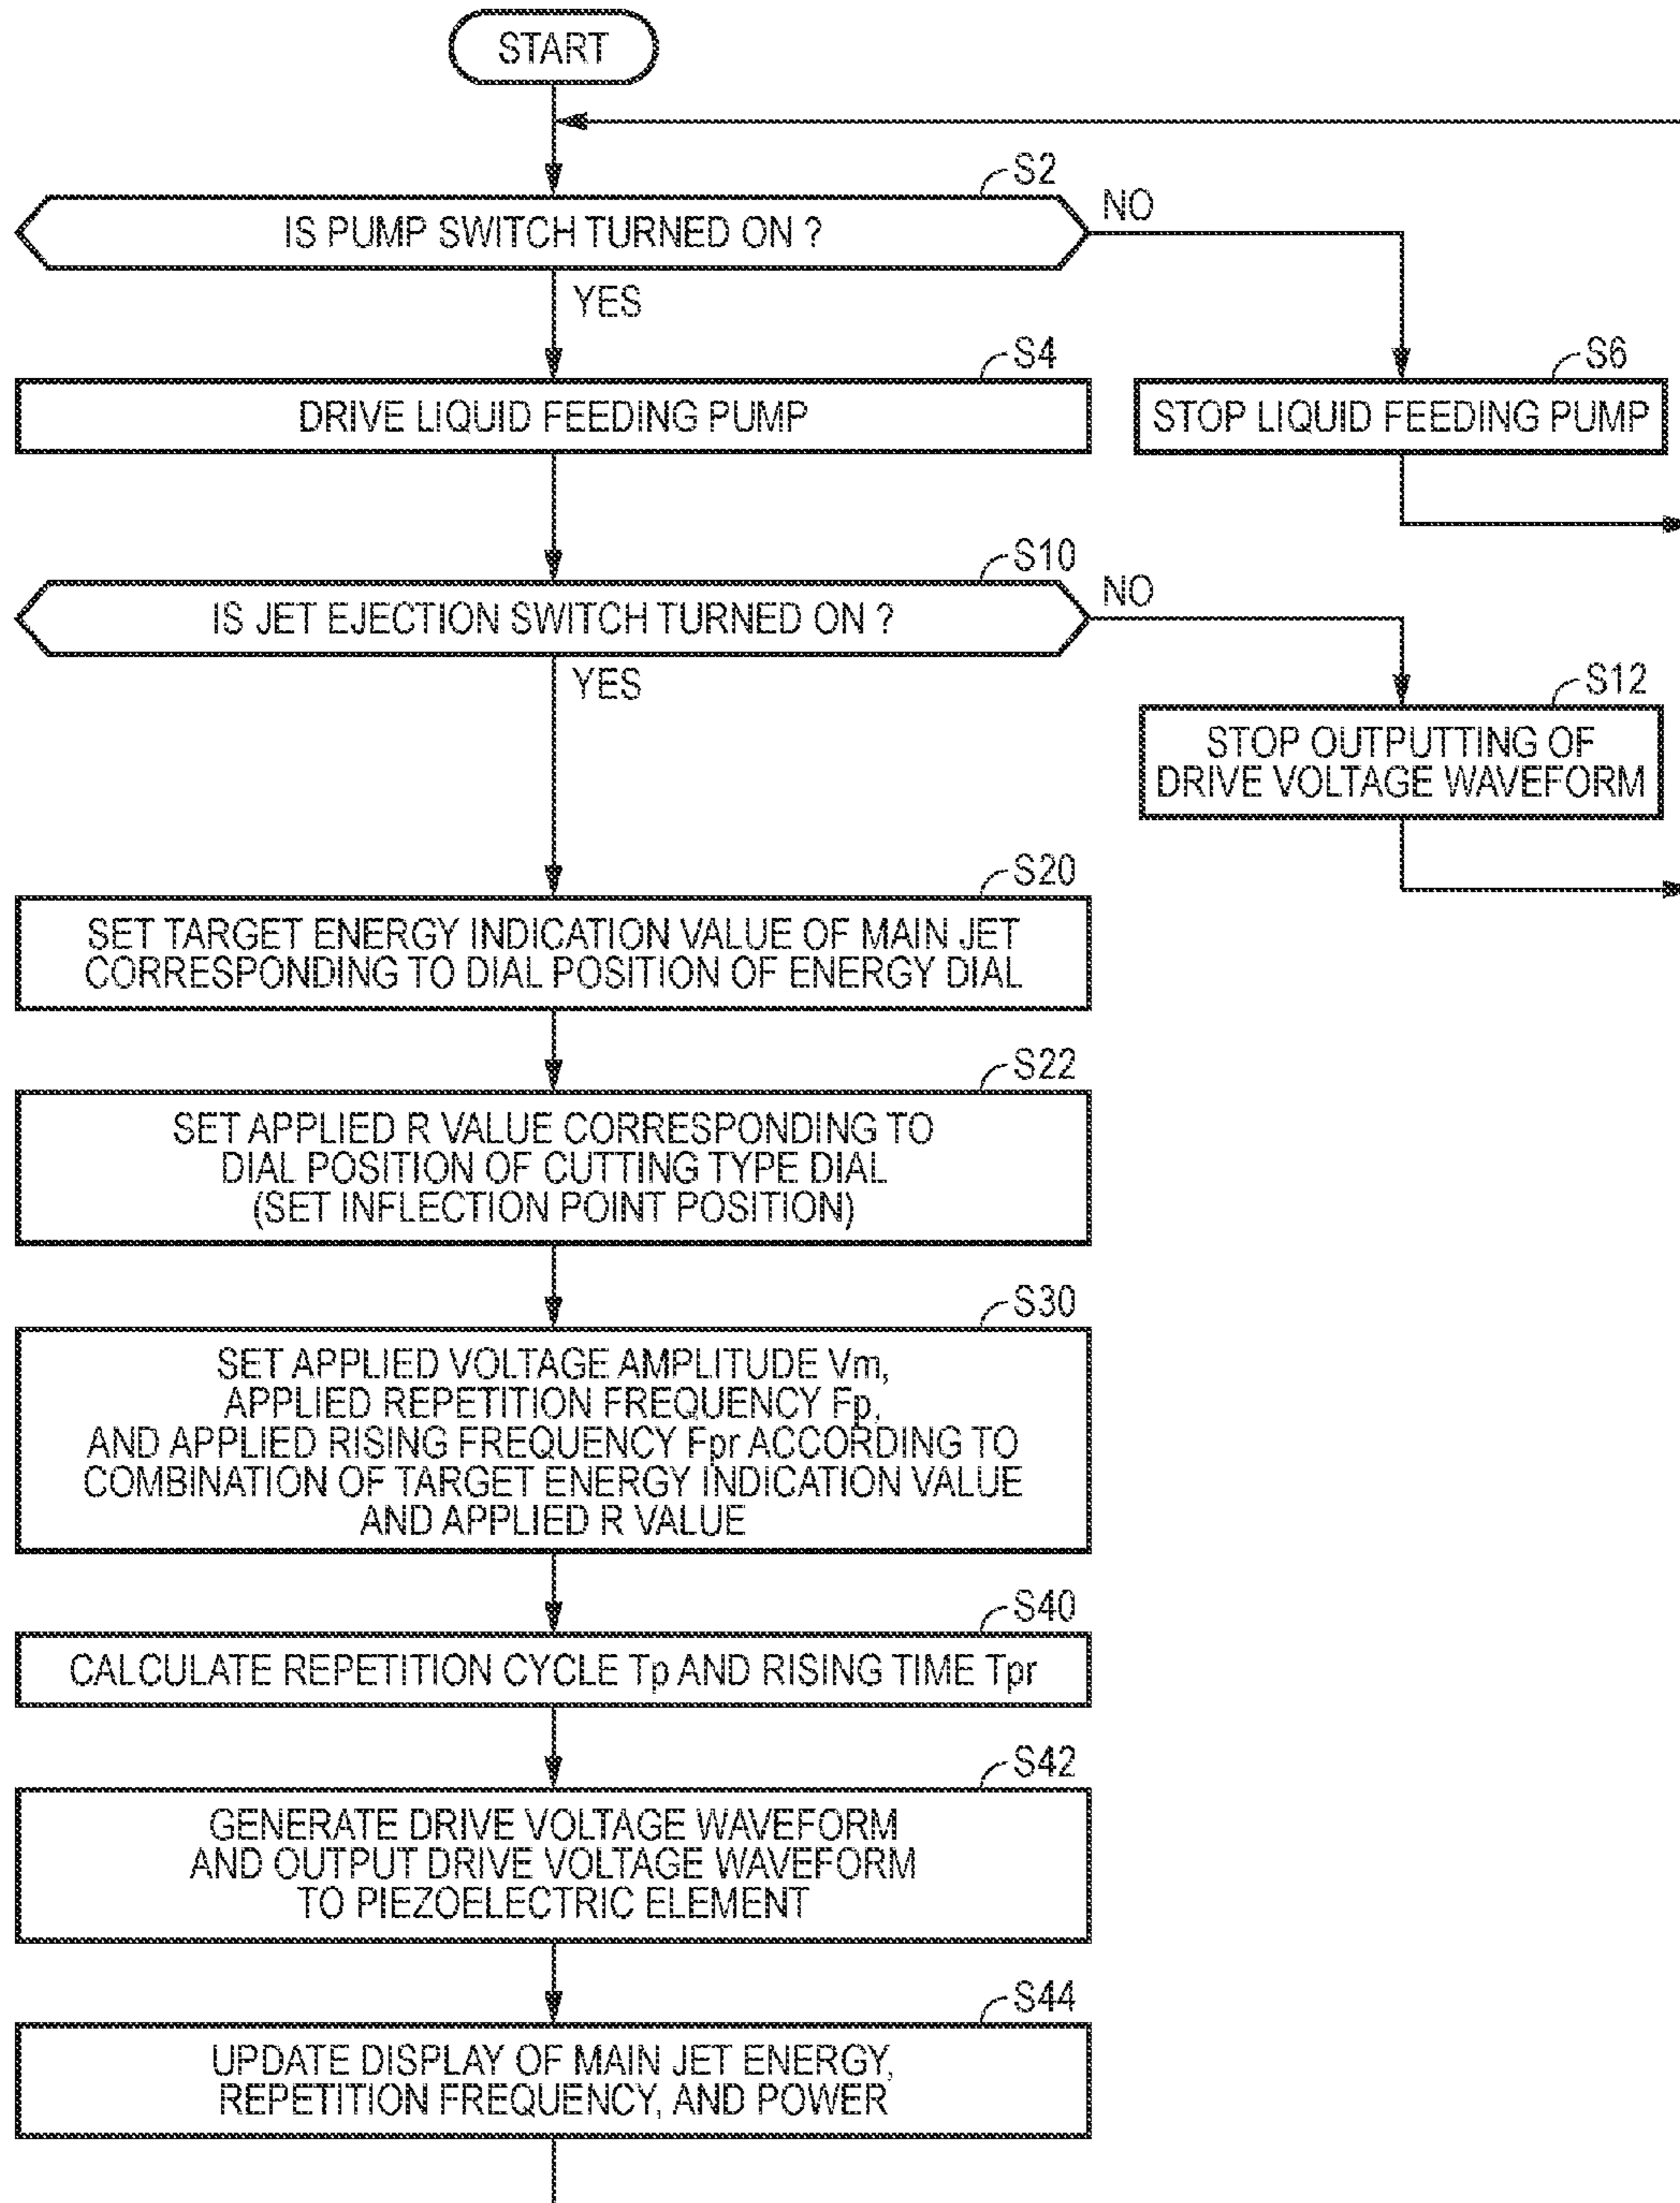 START
S2
IS PUMP SWITCH TURNED ON ?
NO
YES
S4
DRIVE LIQUID FEEDING PUMP
S6
STOP LIQUID FEEDING PUMP
S10
IS JET EJECTION SWITCH TURNED ON ?
NO
YES
S12
STOP OUTPUTTING OF
DRIVE VOLTAGE WAVEFORM
S20
SET TARGET ENERGY INDICATION VALUE OF MAIN JET
CORRESPONDING TO DIAL POSITION OF ENERGY DIAL
S22
SET APPLIED R VALUE CORRESPONDING TO
DIAL POSITION OF CUTTING TYPE DIAL
(SET INFLECTION POINT POSITION)
S30
SET APPLIED VOLTAGE AMPLITUDE Vm,
APPLIED REPETITION FREQUENCY Fp,
AND APPLIED RISING FREQUENCY Fpr ACCORDING TO
COMBINATION OF TARGET ENERGY INDICATION VALUE
AND APPLIED R VALUE
S40
CALCULATE REPETITION CYCLE Tp AND RISING TIME Tpr
S42
GENERATE DRIVE VOLTAGE WAVEFORM
AND OUTPUT DRIVE VOLTAGE WAVEFORM
TO PIEZOELECTRIC ELEMENT
S44
UPDATE DISPLAY OF MAIN JET ENERGY,
REPETITION FREQUENCY, AND POWER